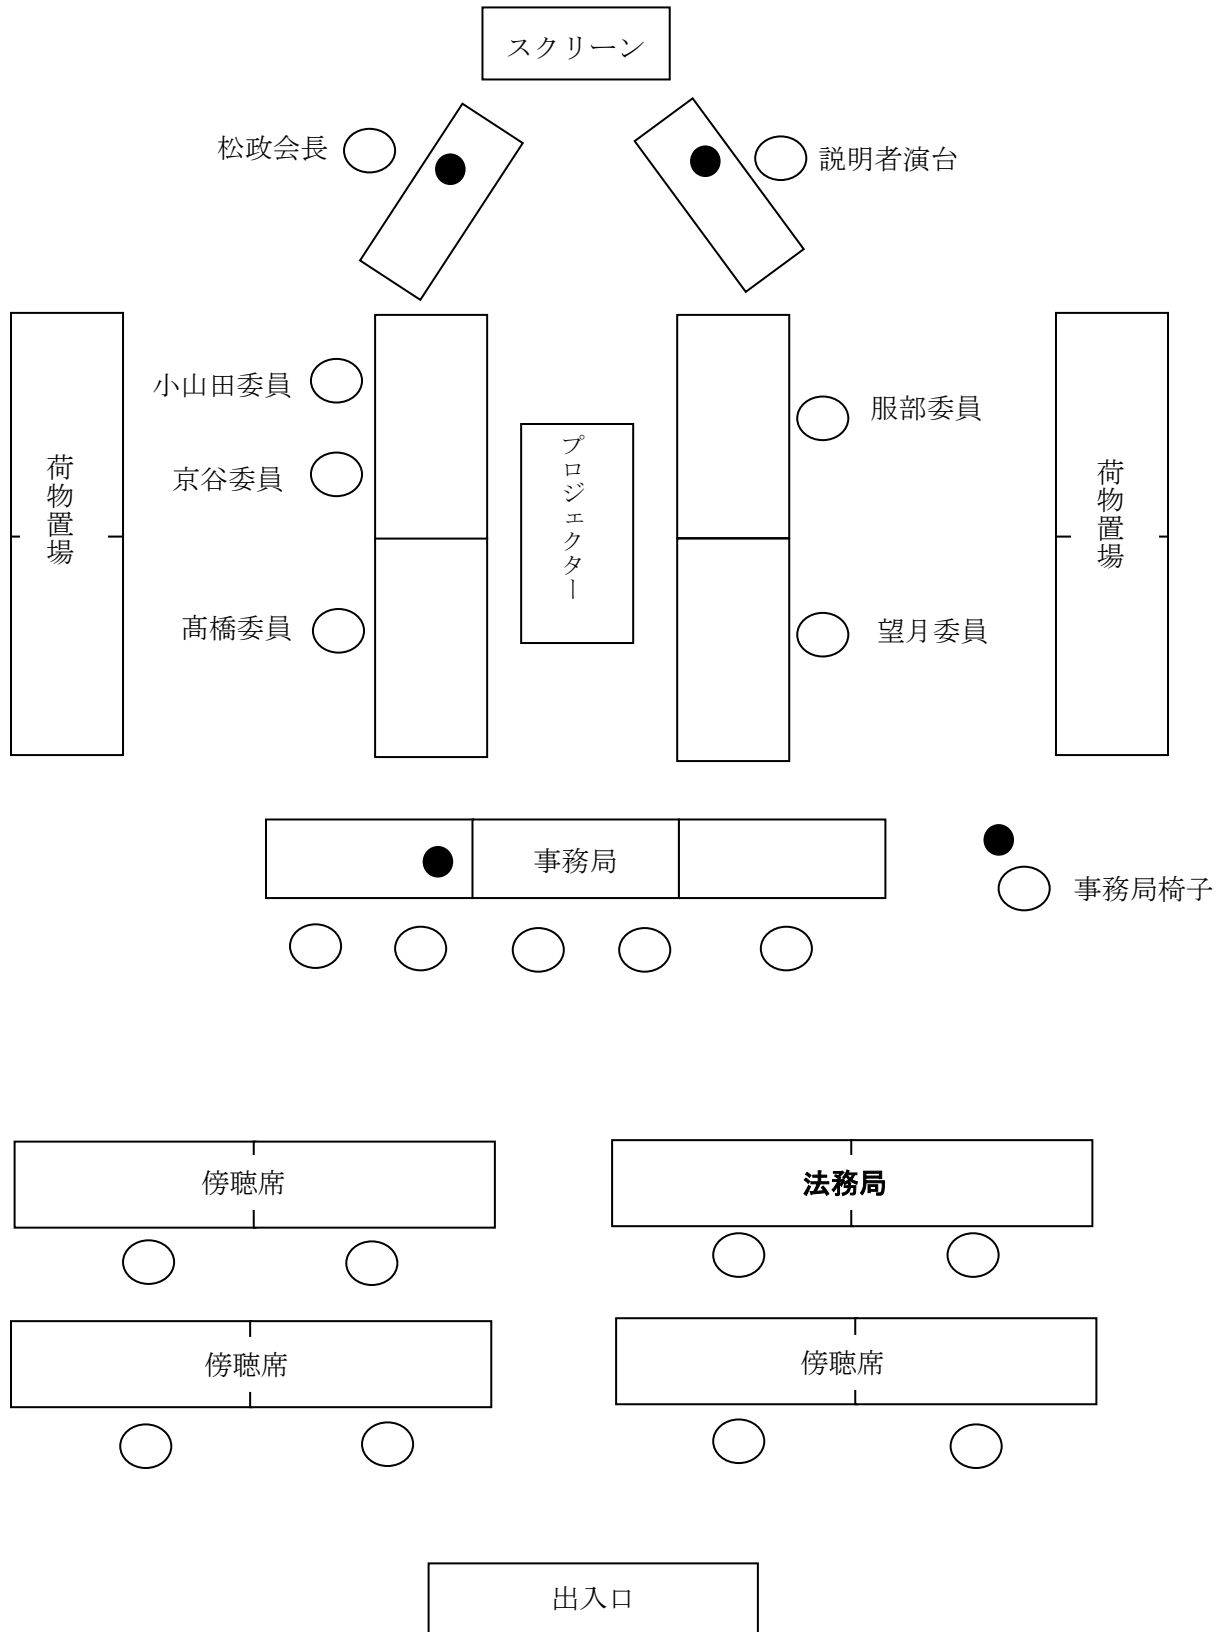 スクリーン
松政会長
説明者演台
小山田委員
服部委員
京谷委員
荷物置場
プロジェクター
荷物置場
髙橋委員
望月委員
事務局
事務局椅子
傍聴席
法務局
傍聴席
傍聴席
出入口